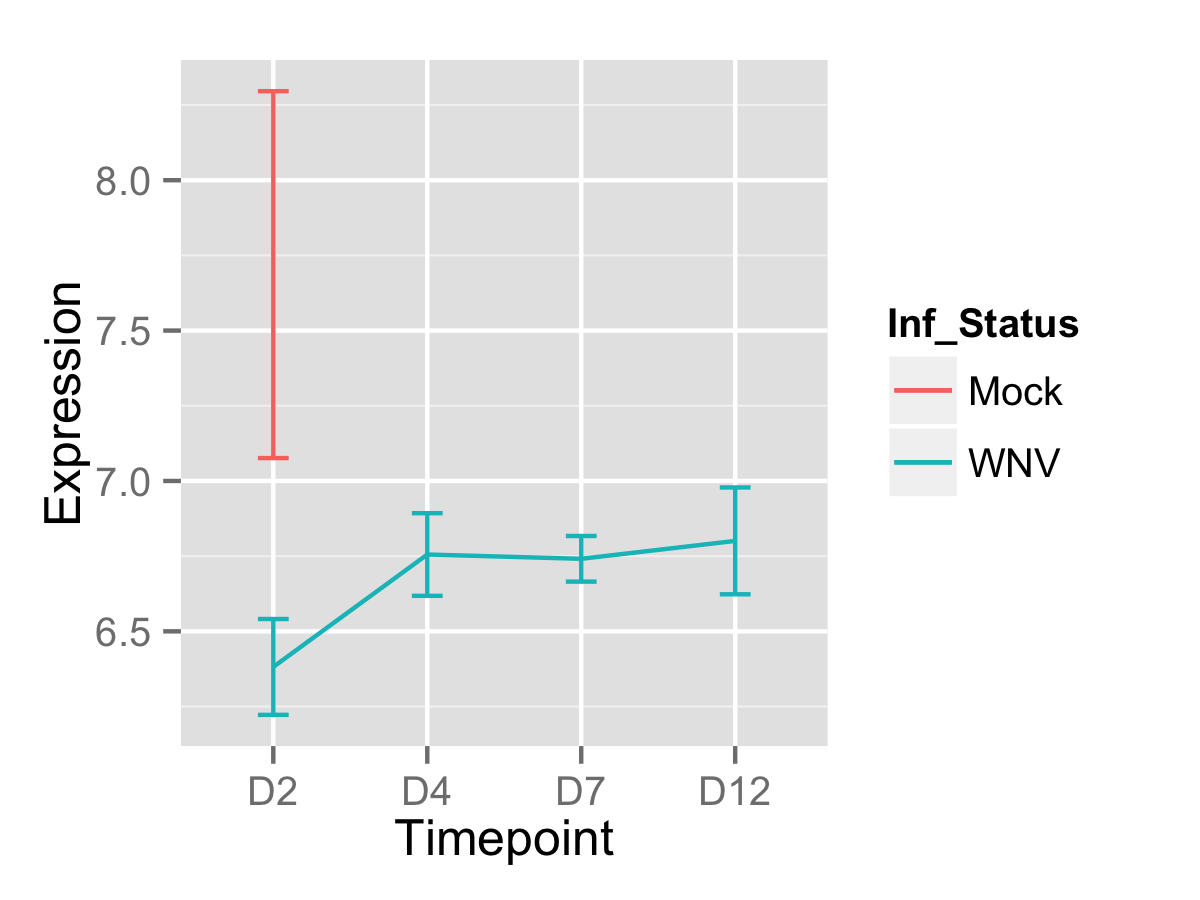 8.0
7.5
7.0
6.5
Expression
D2 D4 D7 D12
Timepoint
Inf_Status
Mock
WNV